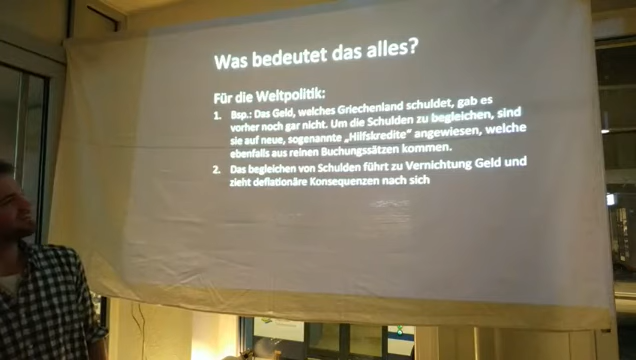 Was bedeutet das alles?
Für die Weltpolitik:
1. Bsp.: Das Geld, welches Griechenland schuldet, gab es
vorher noch gar nicht. Um die Schulden zu begleichen, sind
sie auf neue, sogenannte „Hilfskredite" angewiesen, welche
ebenfalls aus reinen Buchungssätzen kommen.
2. Das begleichen von Schulden führt zu Vernichtung Geld und
zieht deflationäre Konsequenzen nach sich